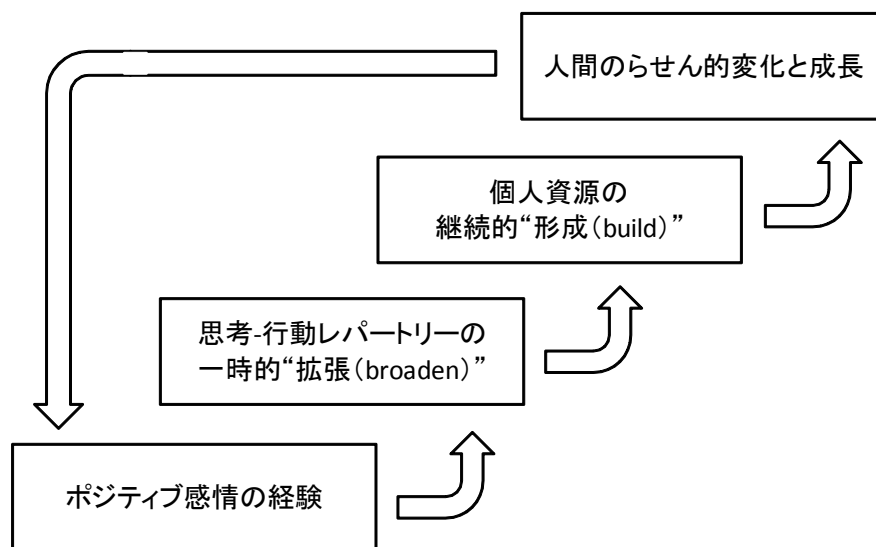 人間のらせん的変化と成長
個人資源の
継続的“形成（build）”
思考-行動レパートリーの
一時的“拡張（broaden）”
ポジティブ感情の経験